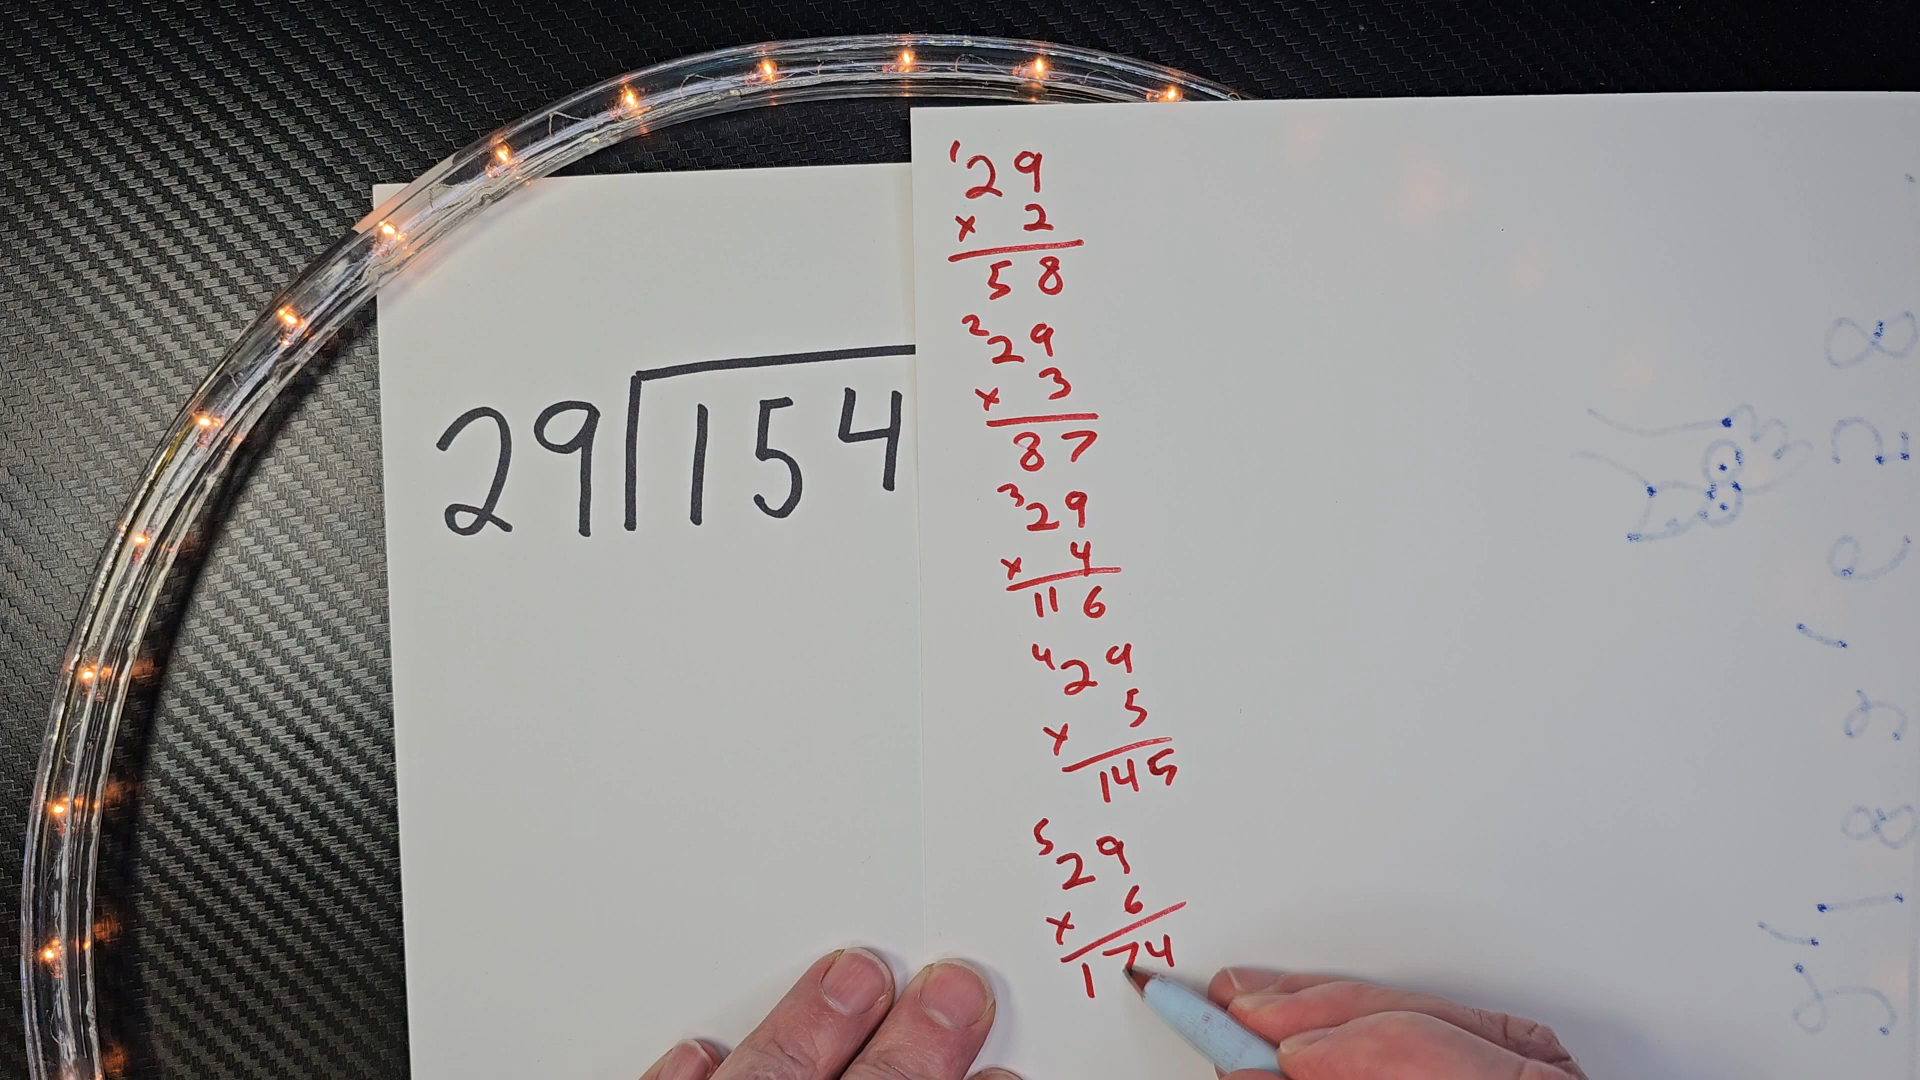 29)154
¹29
x 2
58
²29
x 3
87
³29
x 4
116
⁴29
x 5
145
⁵29
x 6
174